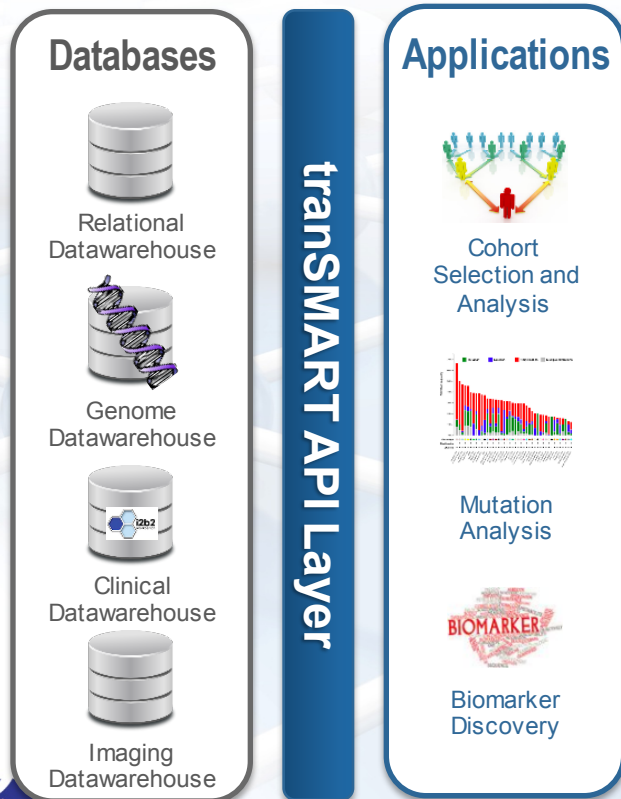 Databases
Relational
Datawarehouse
Genome
Datawarehouse
i2b2
Clinical
Datawarehouse
Imaging
Datawarehouse
tranSMART API Layer
Applications
Cohort
Selection and
Analysis
Mutation
Analysis
BIOMARKER
Biomarker
Discovery